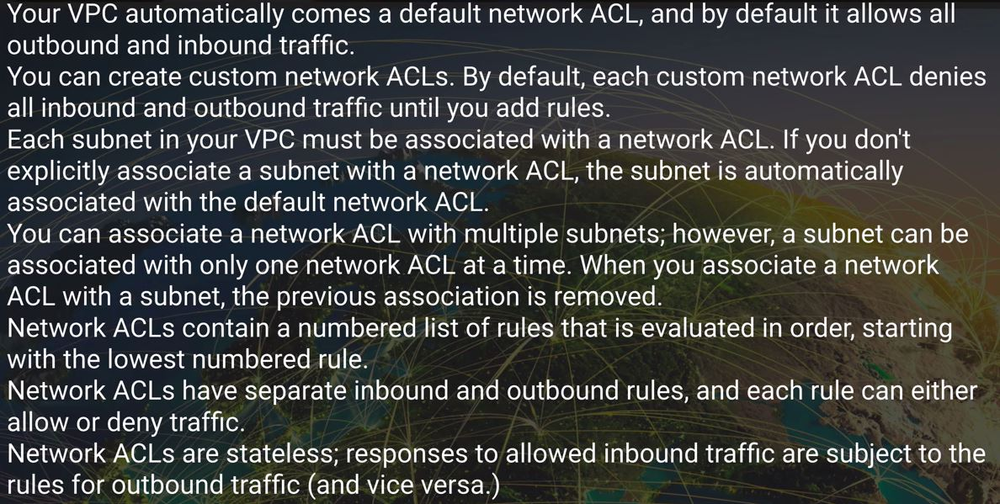 Your VPC automatically comes a default network ACL, and by default it allows all
outbound and inbound traffic.
You can create custom network ACLs. By default, each custom network ACL denies
all inbound and outbound traffic until you add rules.
Each subnet in your VPC must be associated with a network ACL. If you don't
explicitly associate a subnet with a network ACL, the subnet is automatically
associated with the default network ACL.
You can associate a network ACL with multiple subnets; however, a subnet can be
associated with only one network ACL at a time. When you associate a network
ACL with a subnet, the previous association is removed.
Network ACLs contain a numbered list of rules that is evaluated in order, starting
with the lowest numbered rule.
Network ACLs have separate inbound and outbound rules, and each rule can either
allow or deny traffic.
Network ACLs are stateless; responses to allowed inbound traffic are subject to the
rules for outbound traffic (and vice versa.)